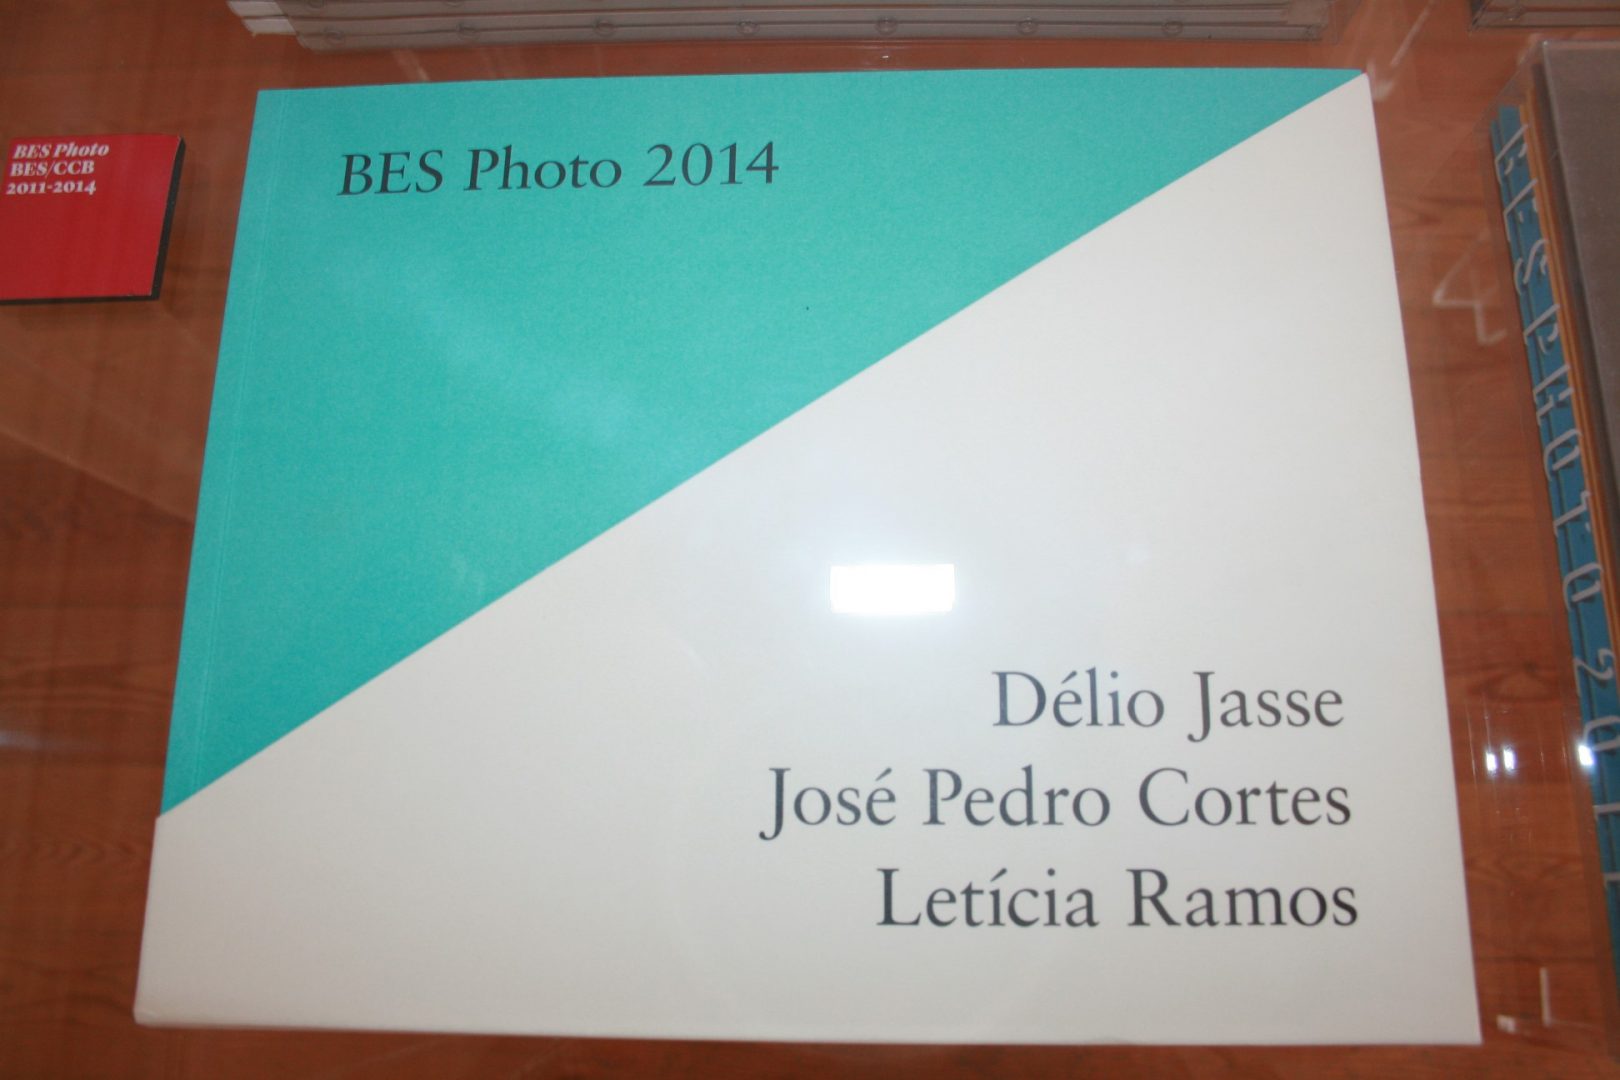 BES Photo
BES/CCB
2011-2014
BES Photo 2014
Délio Jasse
José Pedro Cortes
Letícia Ramos